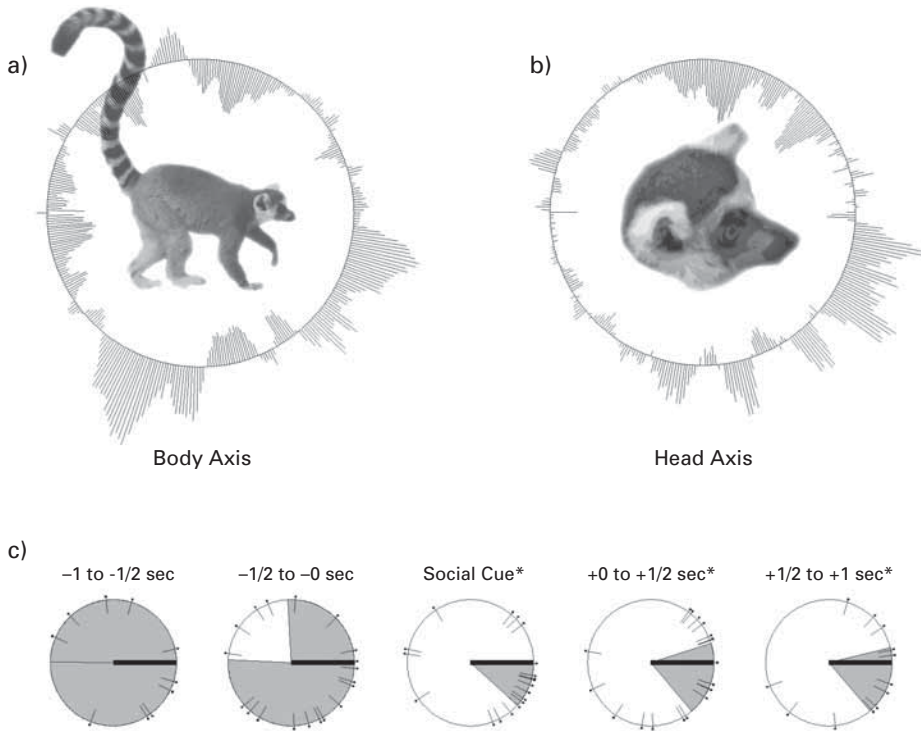 a)
b)
Body Axis
Head Axis
c)
–1 to -1/2 sec
–1/2 to –0 sec
Social Cue*
+0 to +1/2 sec*
+1/2 to +1 sec*